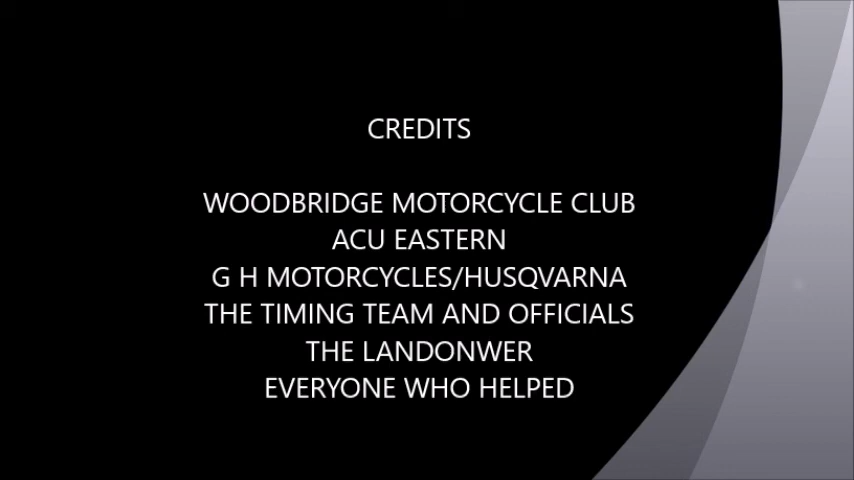 CREDITS
WOODBRIDGE MOTORCYCLE CLUB
ACU EASTERN
G H MOTORCYCLES/HUSQVARNA
THE TIMING TEAM AND OFFICIALS
THE LANDONWER
EVERYONE WHO HELPED